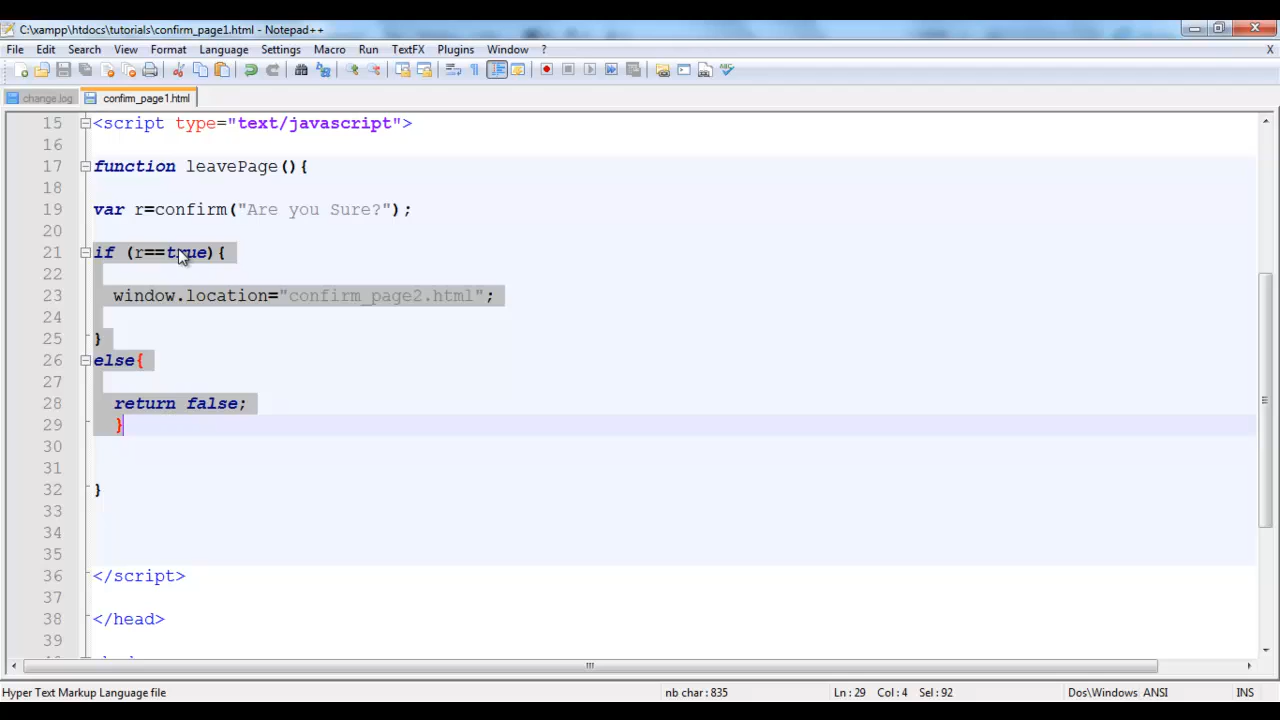 C:\xampp\htdocs\tutorials\confirm_page1.html - Notepad++
File Edit Search View Format Language Settings Macro Run TextFX Plugins Window ? X
change.log confirm_page1.html
15 <script type="text/javascript">
16
17 function leavePage(){
18
19 var r=confirm("Are you Sure?");
20
21 if (r==true){
22
23 window.location="confirm_page2.html";
24
25 }
26 else{
27
28 return false;
29 }
30
31
32 }
33
34
35
36 </script>
37
38 </head>
39
Hyper Text Markup Language file nb char : 835 Ln : 29 Col : 4 Sel : 92 Dos\Windows ANSI INS